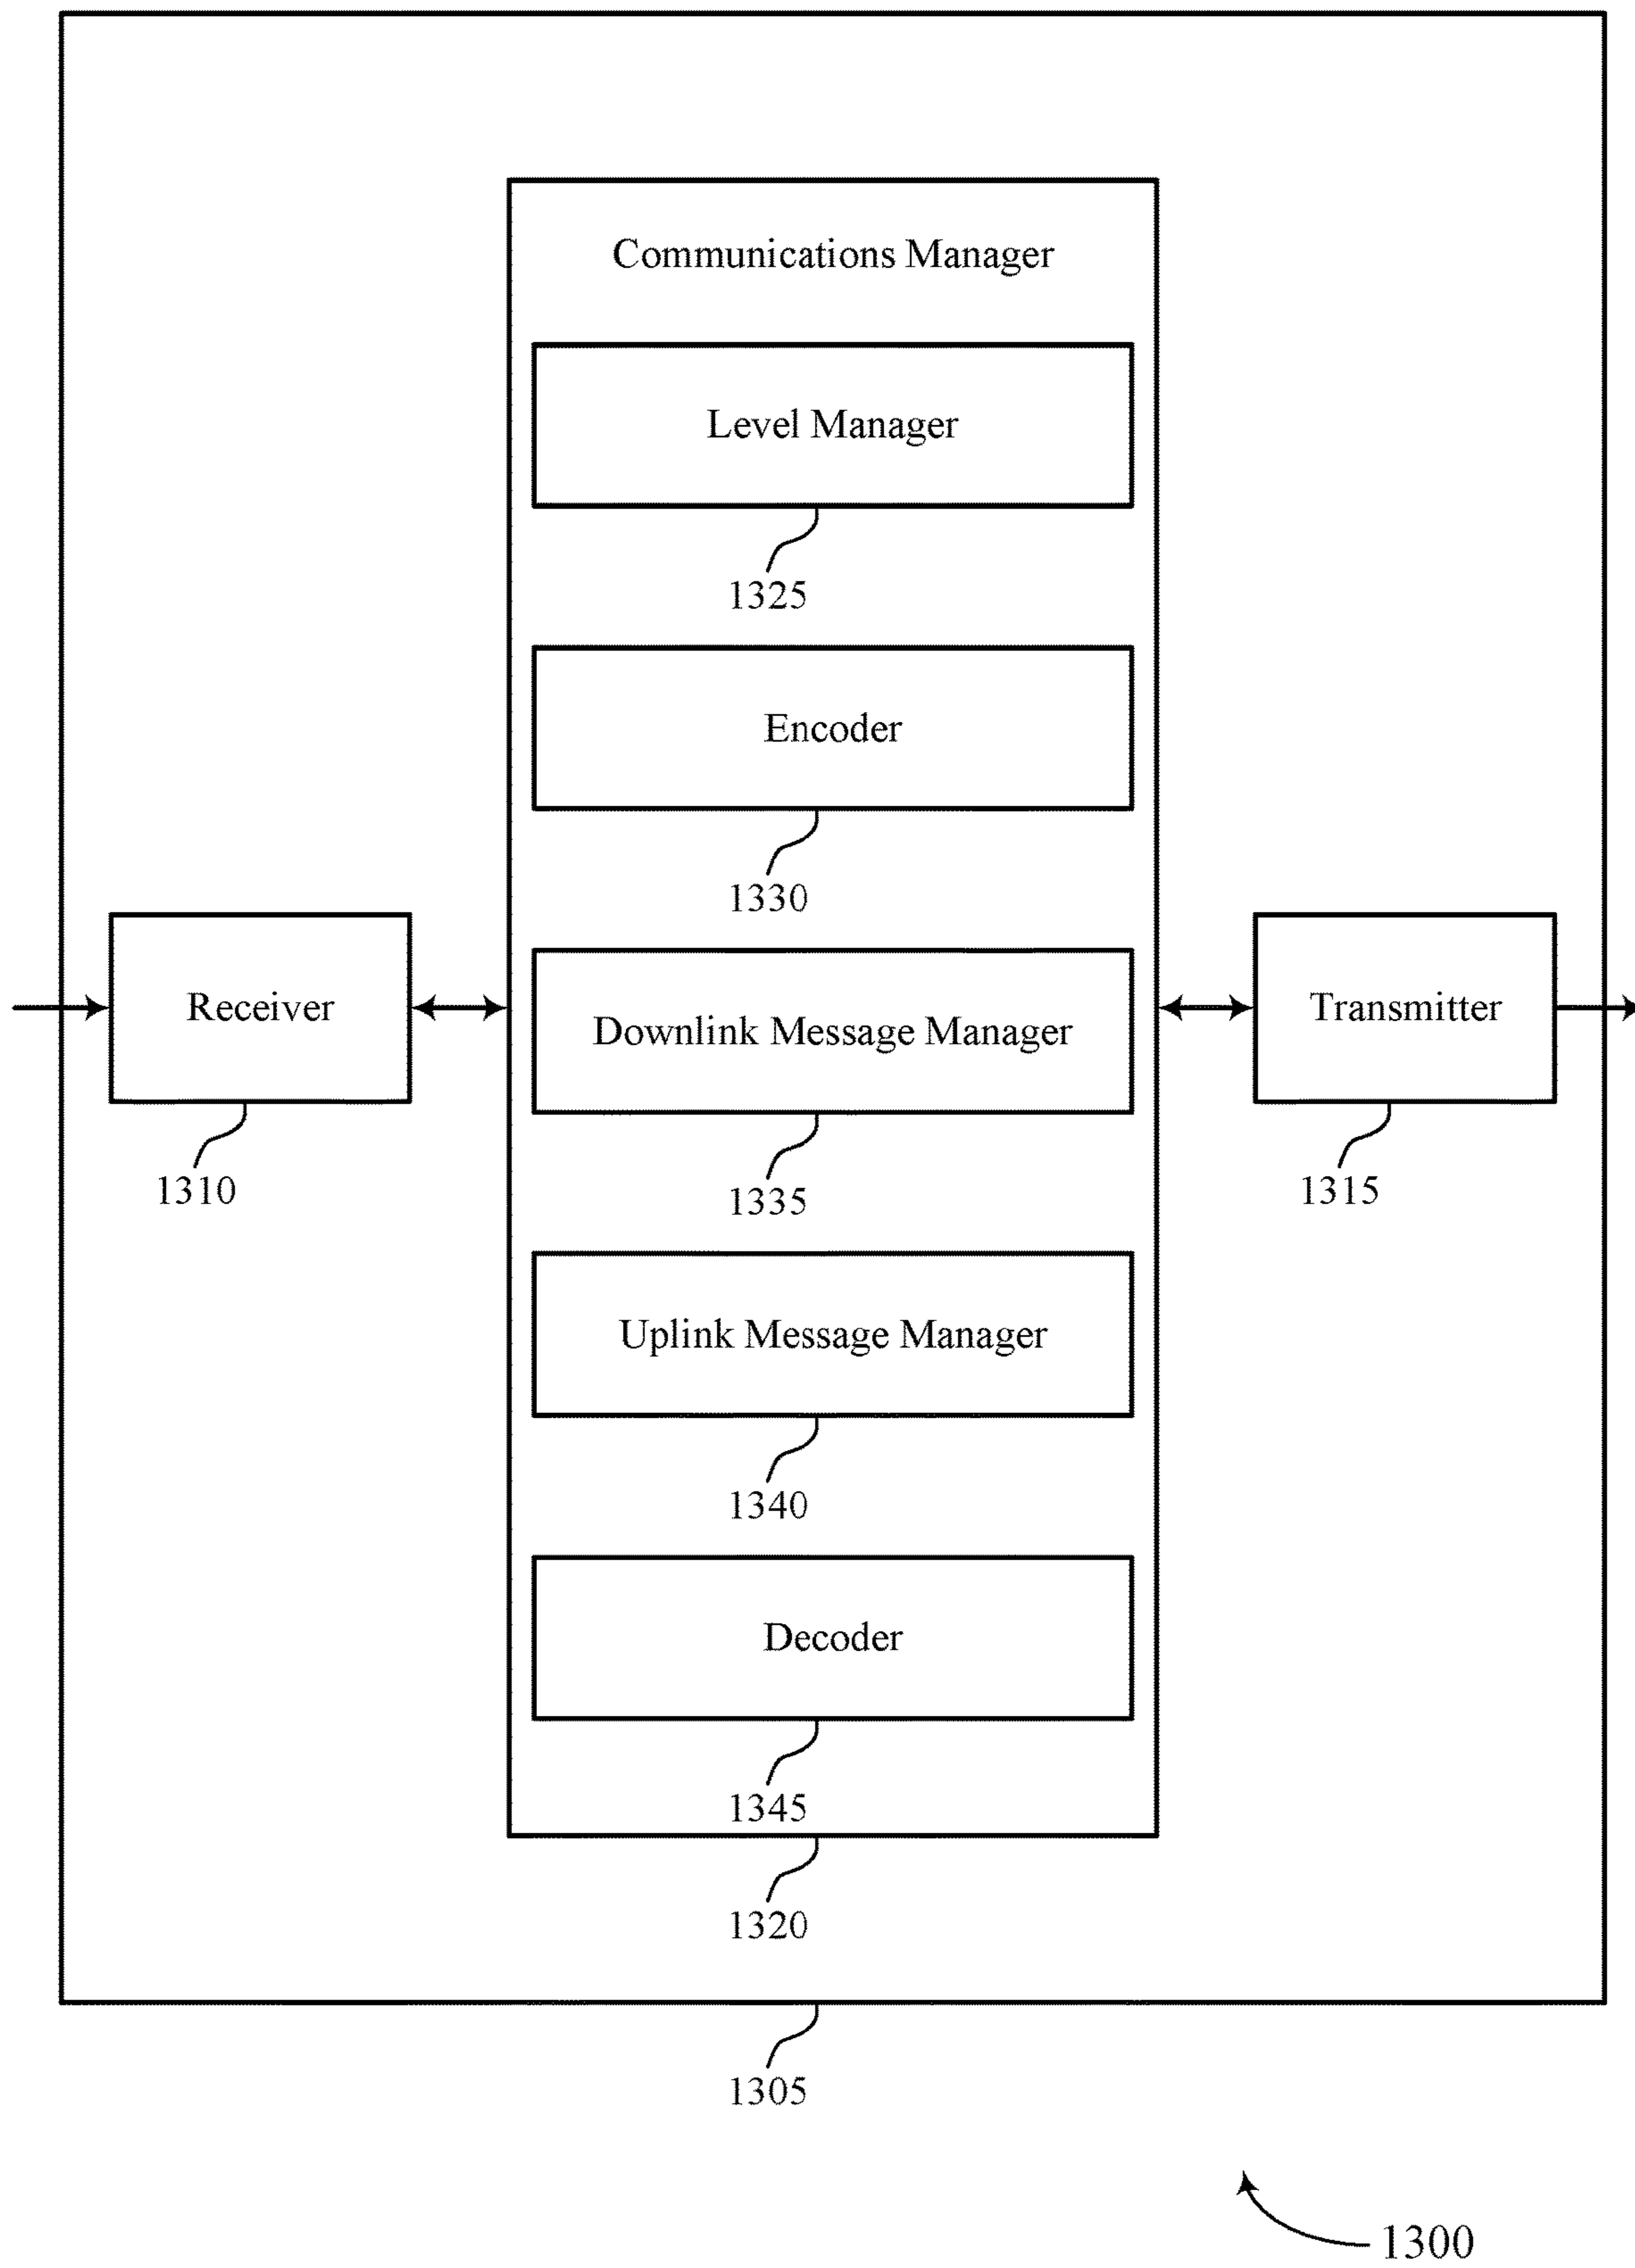 Communications Manager
Level Manager
1325
Encoder
1330
Receiver
1310
Downlink Message Manager
1335
Transmitter
1315
Uplink Message Manager
1340
Decoder
1345
1320
1305
1300